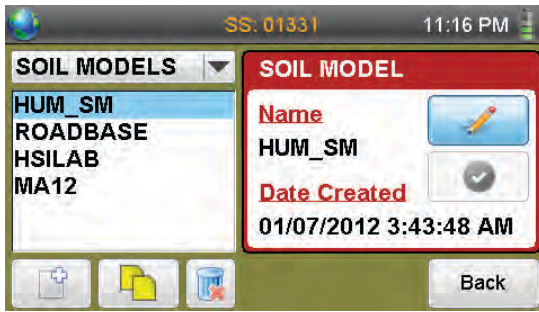 SS: 01331
11:16 PM
SOIL MODELS
HUM_SM
ROADBASE
HSILAB
MA12
SOIL MODEL
Name
HUM_SM
Date Created
01/07/2012 3:43:48 AM
Back